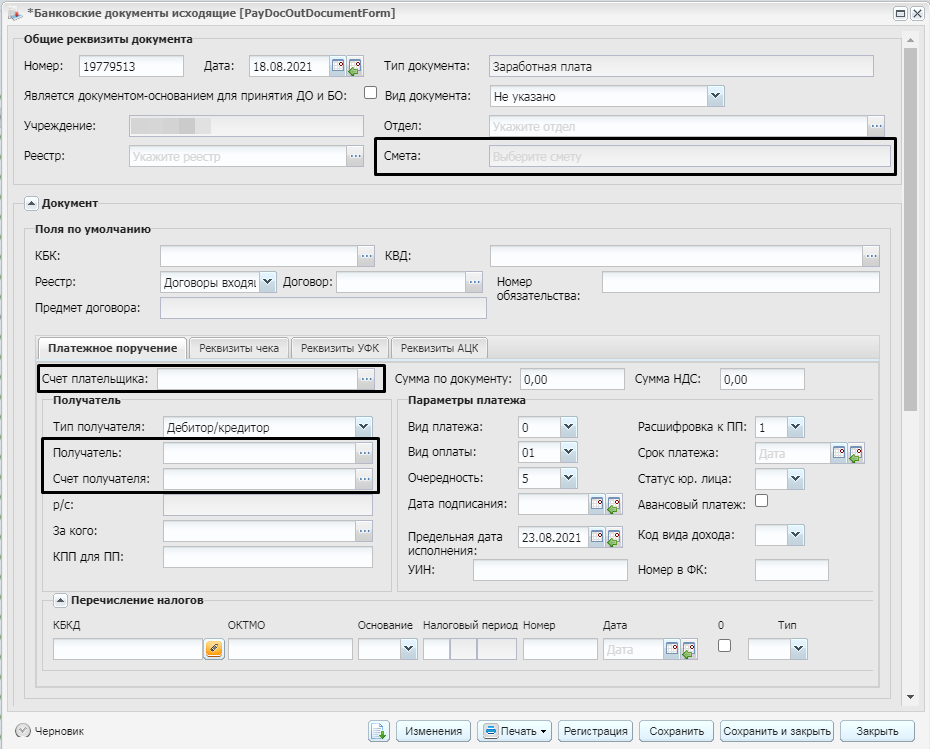 *Банковские документы исходящие [PayDocOutDocumentForm]
Общие реквизиты документа
Номер: 19779513 Дата: 18.08.2021 Тип документа: Заработная плата
Является документом-основанием для принятия ДО и БО: Вид документа: Не указано
Учреждение: Отдел: Укажите отдел
Реестр: Укажите реестр Смета: Выберите смету
Документ
Поля по умолчанию
КБК: КВД:
Реестр: Договоры входящ Договор: Номер обязательства:
Предмет договора:
Платежное поручение Реквизиты чека Реквизиты УФК Реквизиты АЦК
Счет плательщика: Сумма по документу: 0,00 Сумма НДС: 0,00
Получатель Параметры платежа
Тип получателя: Дебитор/кредитор Вид платежа: 0 Расшифровка к ПП: 1
Получатель: Вид оплаты: 01 Срок платежа: Дата
Счет получателя: Очередность: 5 Статус юр. лица:
р/с: Дата подписания: Авансовый платеж:
За кого: Предельная дата исполнения: 23.08.2021 Код вида дохода:
КПП для ПП: УИН: Номер в ФК:
Перечисление налогов
КБКД ОКТМО Основание Налоговый период Номер Дата 0 Тип
Дата
Черновик Изменения Печать Регистрация Сохранить Сохранить и закрыть Закрыть